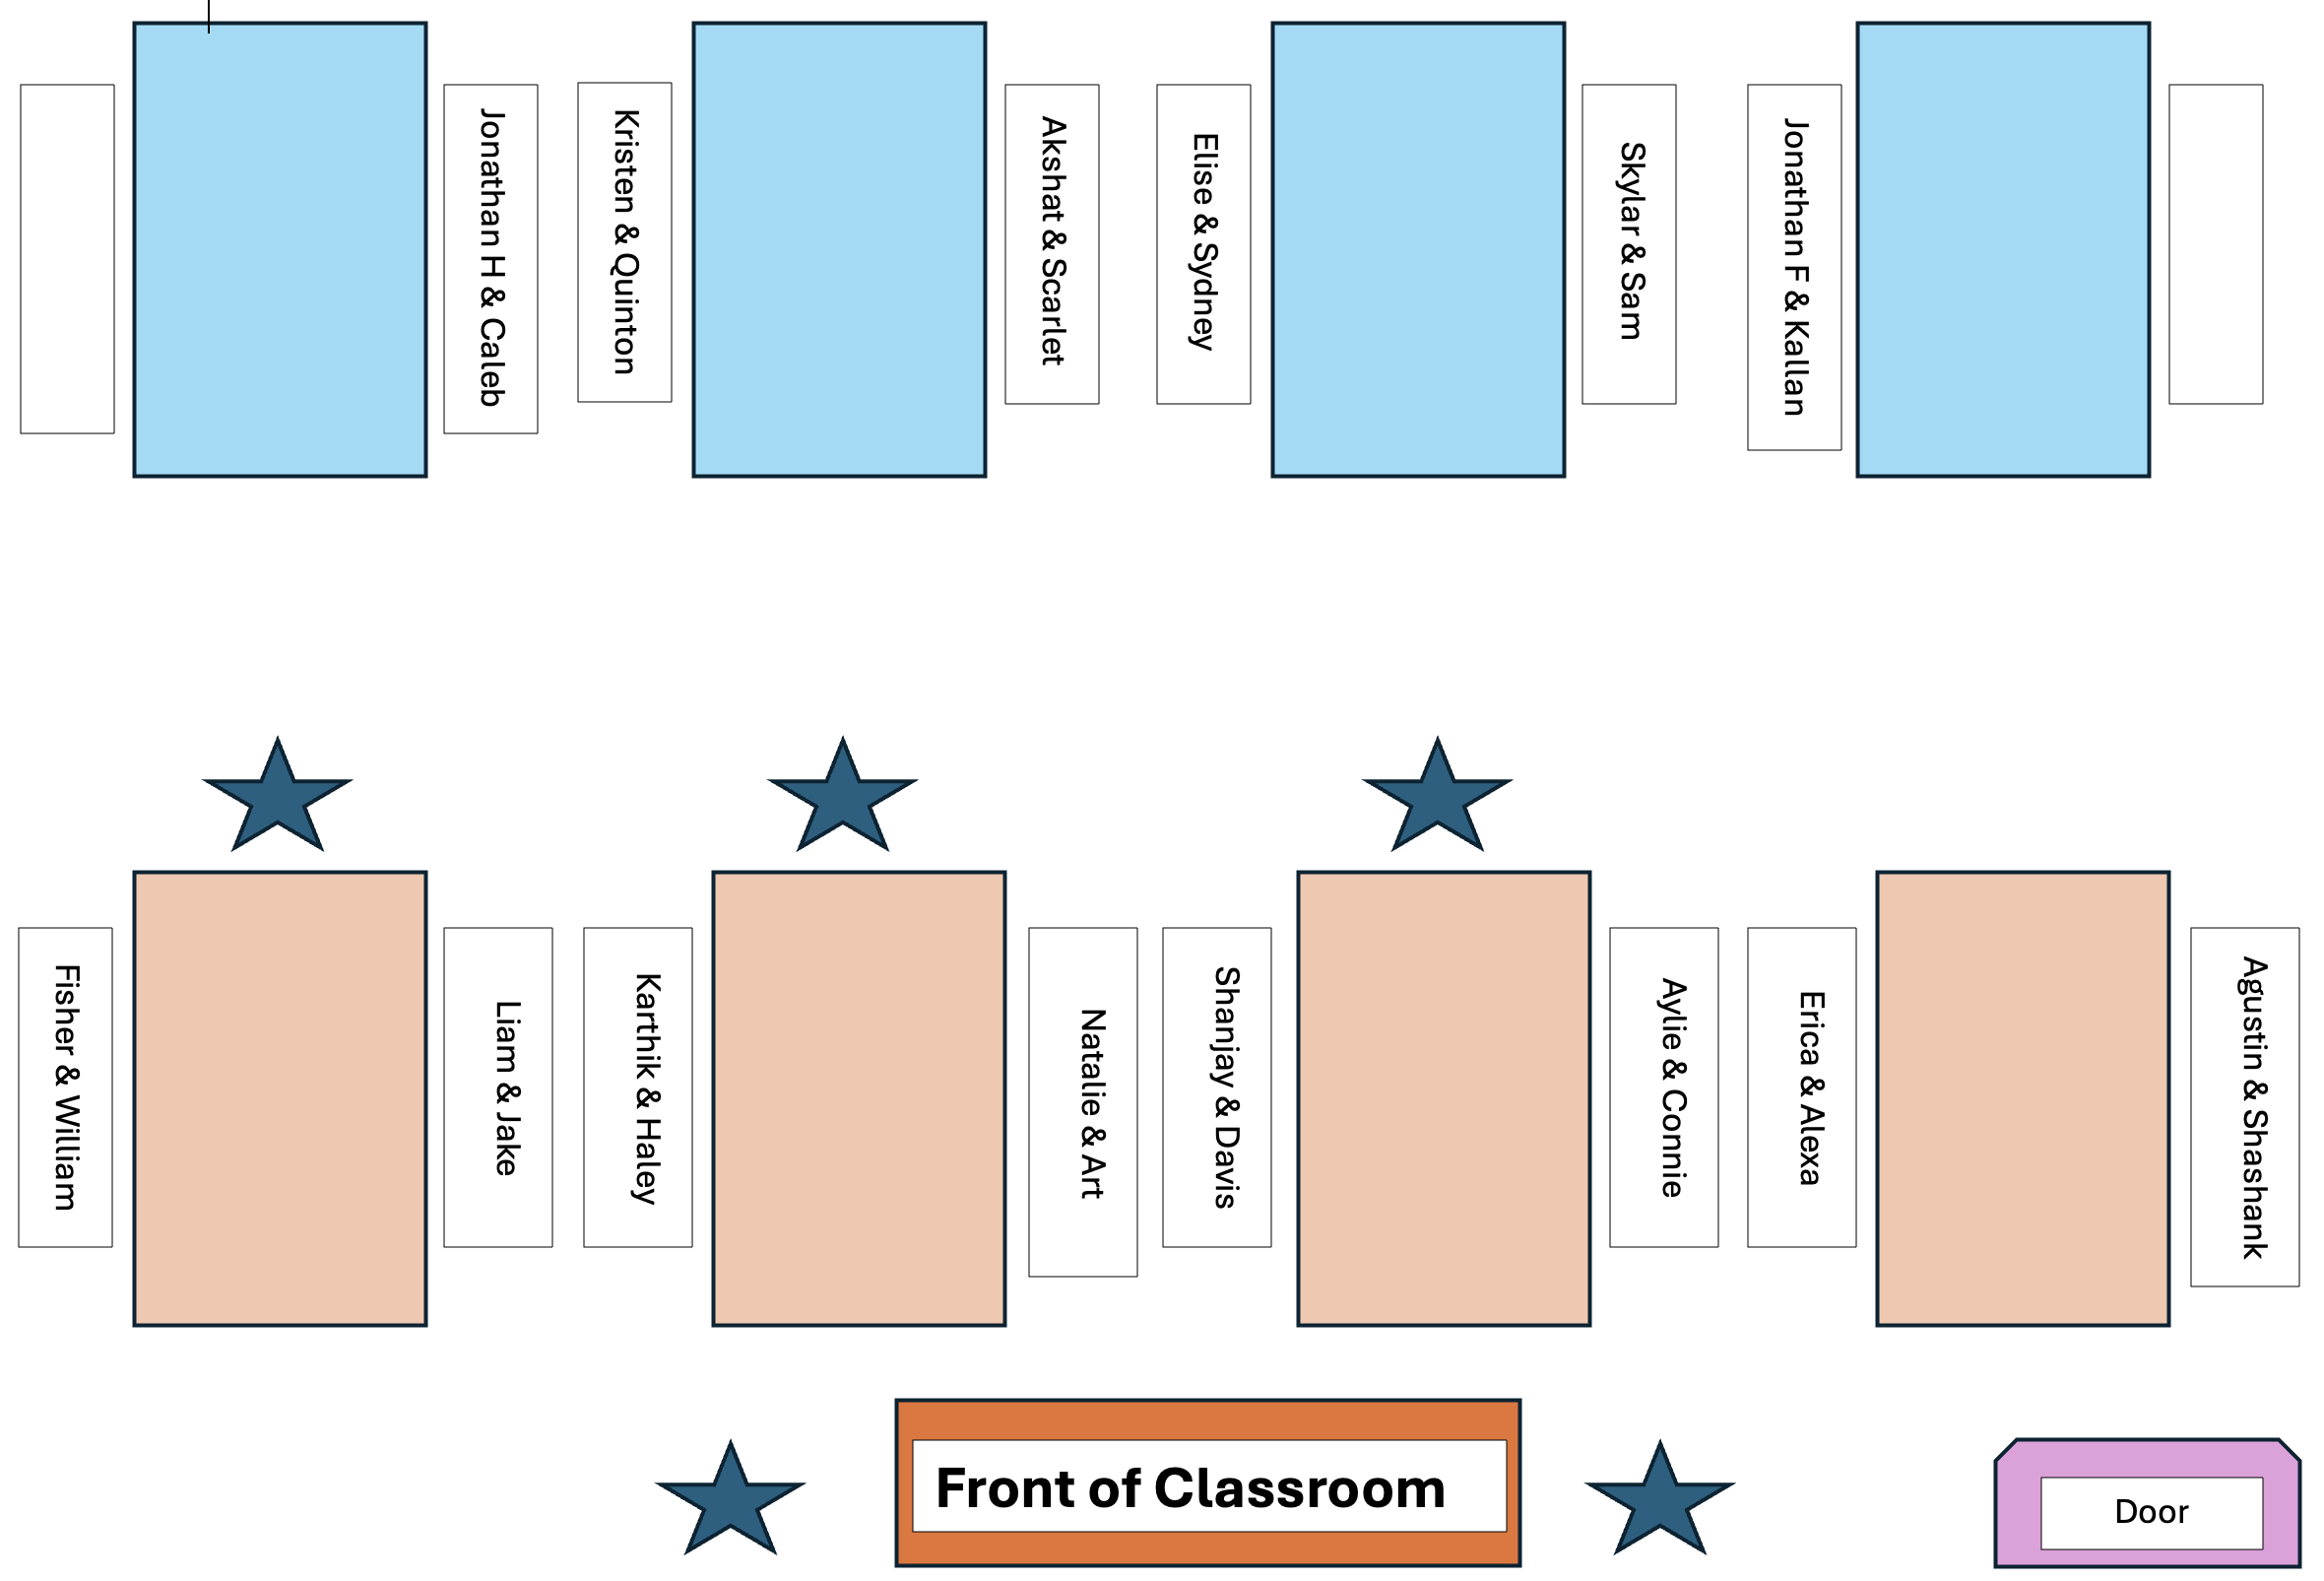 Jonathan H & Caleb
Kristen & Quinton
Akshat & Scarlet
Elise & Sydney
Skylar & Sam
Jonathan F & Kallan
Fisher & William
Liam & Jake
Karthik & Haley
Natalie & Art
Shanjay & Davis
Aylie & Connie
Erica & Alexa
Agustin & Shashank
Front of Classroom
Door